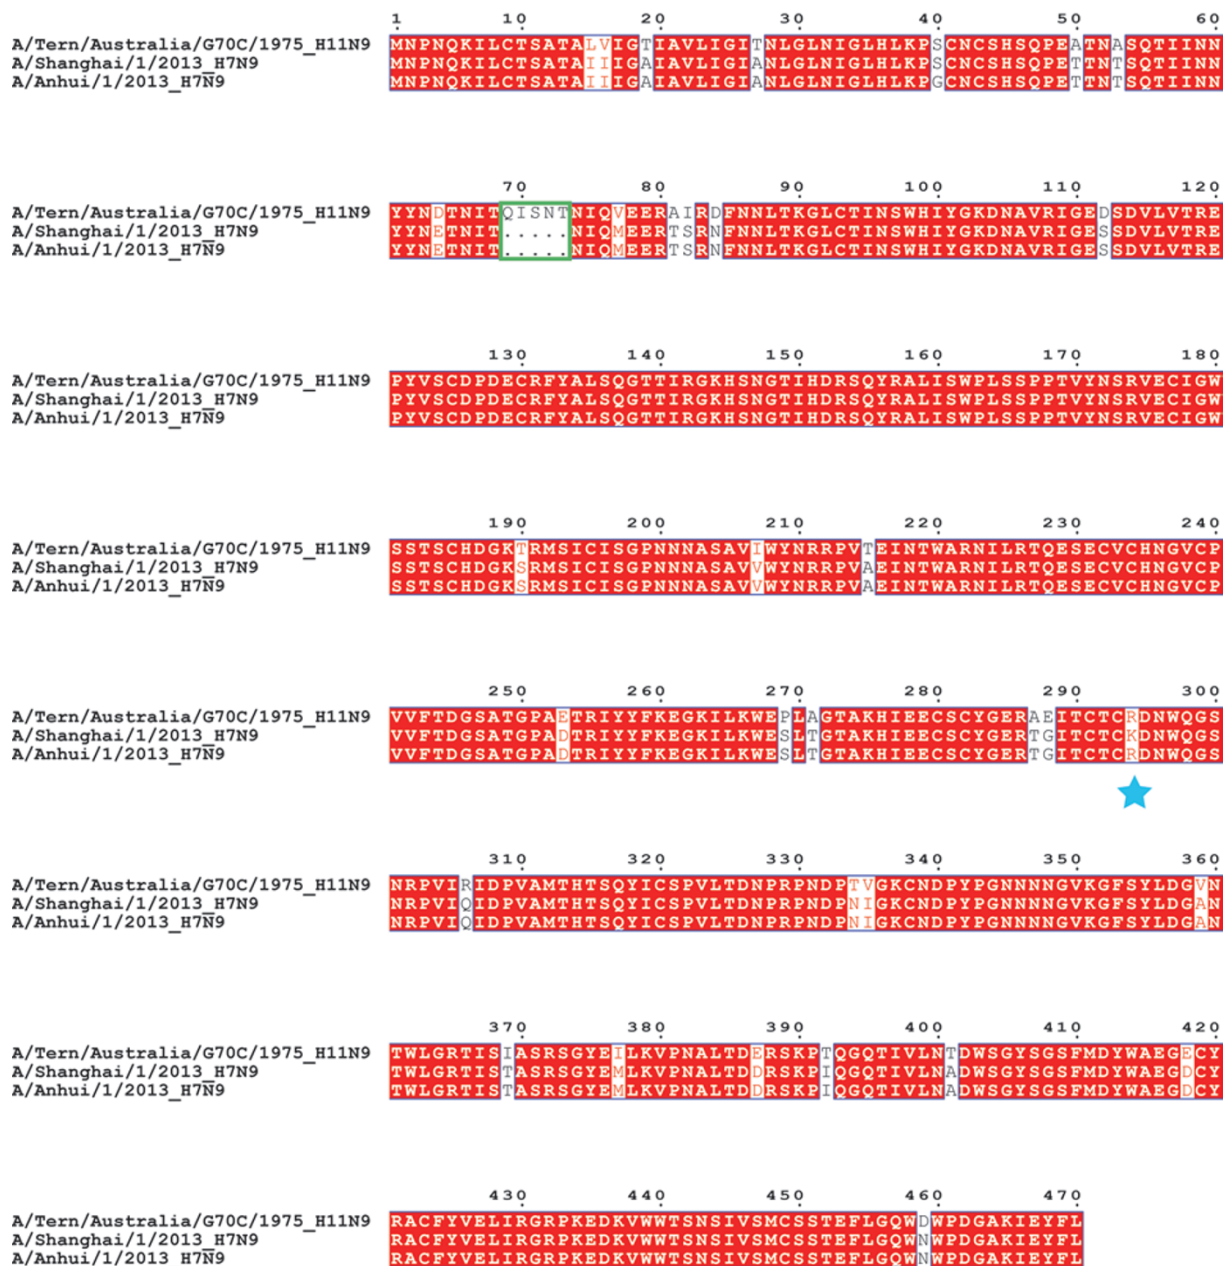 1 10 20 30 40 50 60
A/Tern/Australia/G70C/1975_H11N9 MNPNQKILCTSATALVIGTIAVLIGITNLGLNIGLHLKPSCNCSHSQPEATNASQTIINN
A/Shanghai/1/2013_H7N9 MNPNQKILCTSATAIIIGAIAVLIGIANLGLNIGLHLKPSCNCSHSQPETTNTSQTIINN
A/Anhui/1/2013_H7N9 MNPNQKILCTSATAIIIGAIAVLIGIANLGLNIGLHLKPGCNCSHSQPETTNTSQTIINN
70 80 90 100 110 120
A/Tern/Australia/G70C/1975_H11N9 YYNDTNITQISNTNIQVEERAIRDFNNLTKGLCTINSWHIYGKDNAVRIGEDSDVLVTRE
A/Shanghai/1/2013_H7N9 YYNETNIT.....NIQMEERTSRNFNNLTKGLCTINSWHIYGKDNAVRIGESSDVLVTRE
A/Anhui/1/2013_H7N9 YYNETNIT.....NIQMEERTSRNFNNLTKGLCTINSWHIYGKDNAVRIGESSDVLVTRE
130 140 150 160 170 180
A/Tern/Australia/G70C/1975_H11N9 PYVSCDPDECRFYALSQGTTIRGKHSNGTIHDRSQYRALISWPLSSPPTVYNSRVECIGW
A/Shanghai/1/2013_H7N9 PYVSCDPDECRFYALSQGTTIRGKHSNGTIHDRSQYRALISWPLSSPPTVYNSRVECIGW
A/Anhui/1/2013_H7N9 PYVSCDPDECRFYALSQGTTIRGKHSNGTIHDRSQYRALISWPLSSPPTVYNSRVECIGW
190 200 210 220 230 240
A/Tern/Australia/G70C/1975_H11N9 SSTSCHDGKTRMSICISGPNNNASAVIWYNRRPVTEINTWARNILRTQESECVCHNGVCP
A/Shanghai/1/2013_H7N9 SSTSCHDGKSRMSICISGPNNNASAVVWYNRRPVAEINTWARNILRTQESECVCHNGVCP
A/Anhui/1/2013_H7N9 SSTSCHDGKSRMSICISGPNNNASAVVWYNRRPVAEINTWARNILRTQESECVCHNGVCP
250 260 270 280 290 300
A/Tern/Australia/G70C/1975_H11N9 VVFTDGSATGPAETRIYYFKEGKILKWEPLAGTAKHIEECSCYGERAEITCTCRDNWQGS
A/Shanghai/1/2013_H7N9 VVFTDGSATGPADTRIYYFKEGKILKWESLTGTAKHIEECSCYGERTGITCTCKDNWQGS
A/Anhui/1/2013_H7N9 VVFTDGSATGPADTRIYYFKEGKILKWESLTGTAKHIEECSCYGERTGITCTCRDNWQGS
310 320 330 340 350 360
A/Tern/Australia/G70C/1975_H11N9 NRPVIRIDPVAMTHTSQYICSPVLTDNPRPNDPTVGKCNDPYPGNNNNGVKGFSYLDGVN
A/Shanghai/1/2013_H7N9 NRPVIQIDPVAMTHTSQYICSPVLTDNPRPNDPNIGKCNDPYPGNNNNGVKGFSYLDGAN
A/Anhui/1/2013_H7N9 NRPVIQIDPVAMTHTSQYICSPVLTDNPRPNDPNIGKCNDPYPGNNNNGVKGFSYLDGAN
370 380 390 400 410 420
A/Tern/Australia/G70C/1975_H11N9 TWLGRTISIASRSGYEILKVPNALTDERSKPTQGQTIVLNTDWSGYSGSFMDYWAEGECY
A/Shanghai/1/2013_H7N9 TWLGRTISTASRSGYEMLKVPNALTDDRSKPIQGQTIVLNADWSGYSGSFMDYWAEGDCY
A/Anhui/1/2013_H7N9 TWLGRTISTASRSGYEMLKVPNALTDDRSKPIQGQTIVLNADWSGYSGSFMDYWAEGDCY
430 440 450 460 470
A/Tern/Australia/G70C/1975_H11N9 RACFYVELIRGRPKEDKVWWTSNSIVSMCSSTEFLGQWDWPDGAKIEYFL
A/Shanghai/1/2013_H7N9 RACFYVELIRGRPKEDKVWWTSNSIVSMCSSTEFLGQWNWPDGAKIEYFL
A/Anhui/1/2013_H7N9 RACFYVELIRGRPKEDKVWWTSNSIVSMCSSTEFLGQWNWPDGAKIEYFL